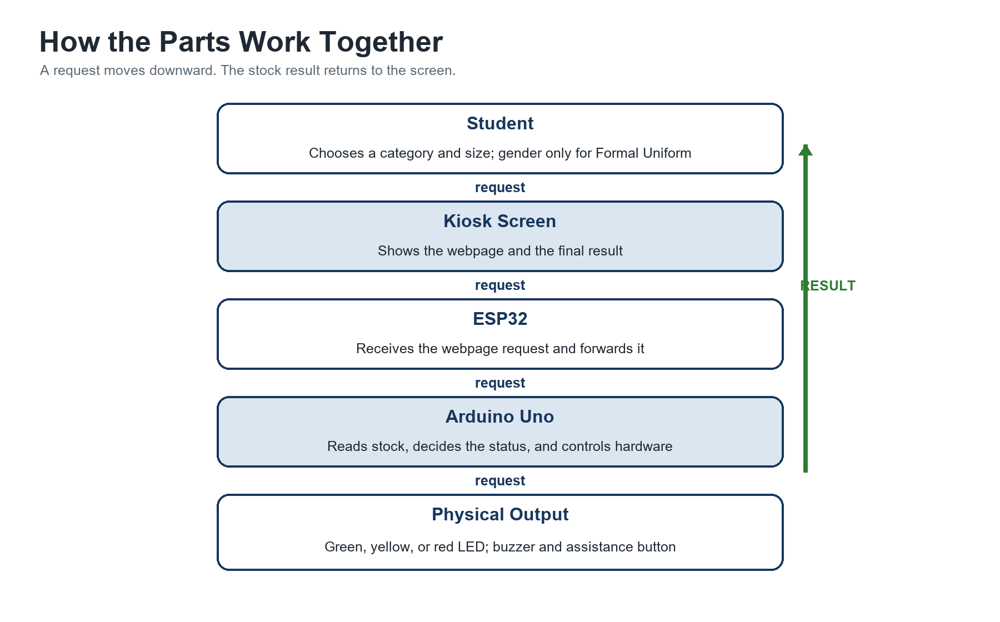 How the Parts Work Together
A request moves downward. The stock result returns to the screen.
Student
Chooses a category and size; gender only for Formal Uniform
request
Kiosk Screen
Shows the webpage and the final result
request
RESULT
ESP32
Receives the webpage request and forwards it
request
Arduino Uno
Reads stock, decides the status, and controls hardware
request
Physical Output
Green, yellow, or red LED; buzzer and assistance button